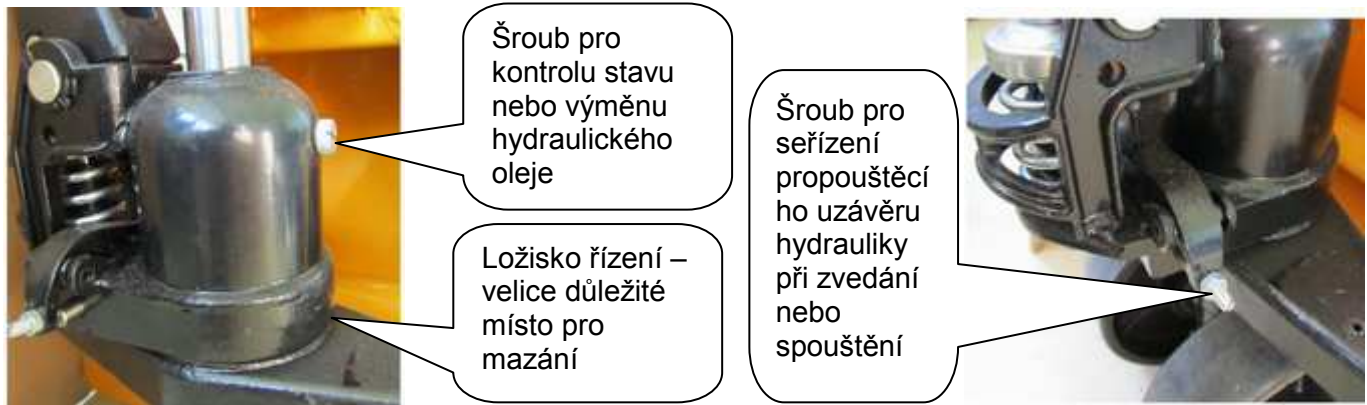 Šroub pro
kontrolu stavu
nebo výměnu
hydraulického
oleje
Ložisko řízení –
velice důležité
místo pro
mazání
Šroub pro
seřízení
propouštěcí
ho uzávěru
hydrauliky
při zvedání
nebo
spouštění